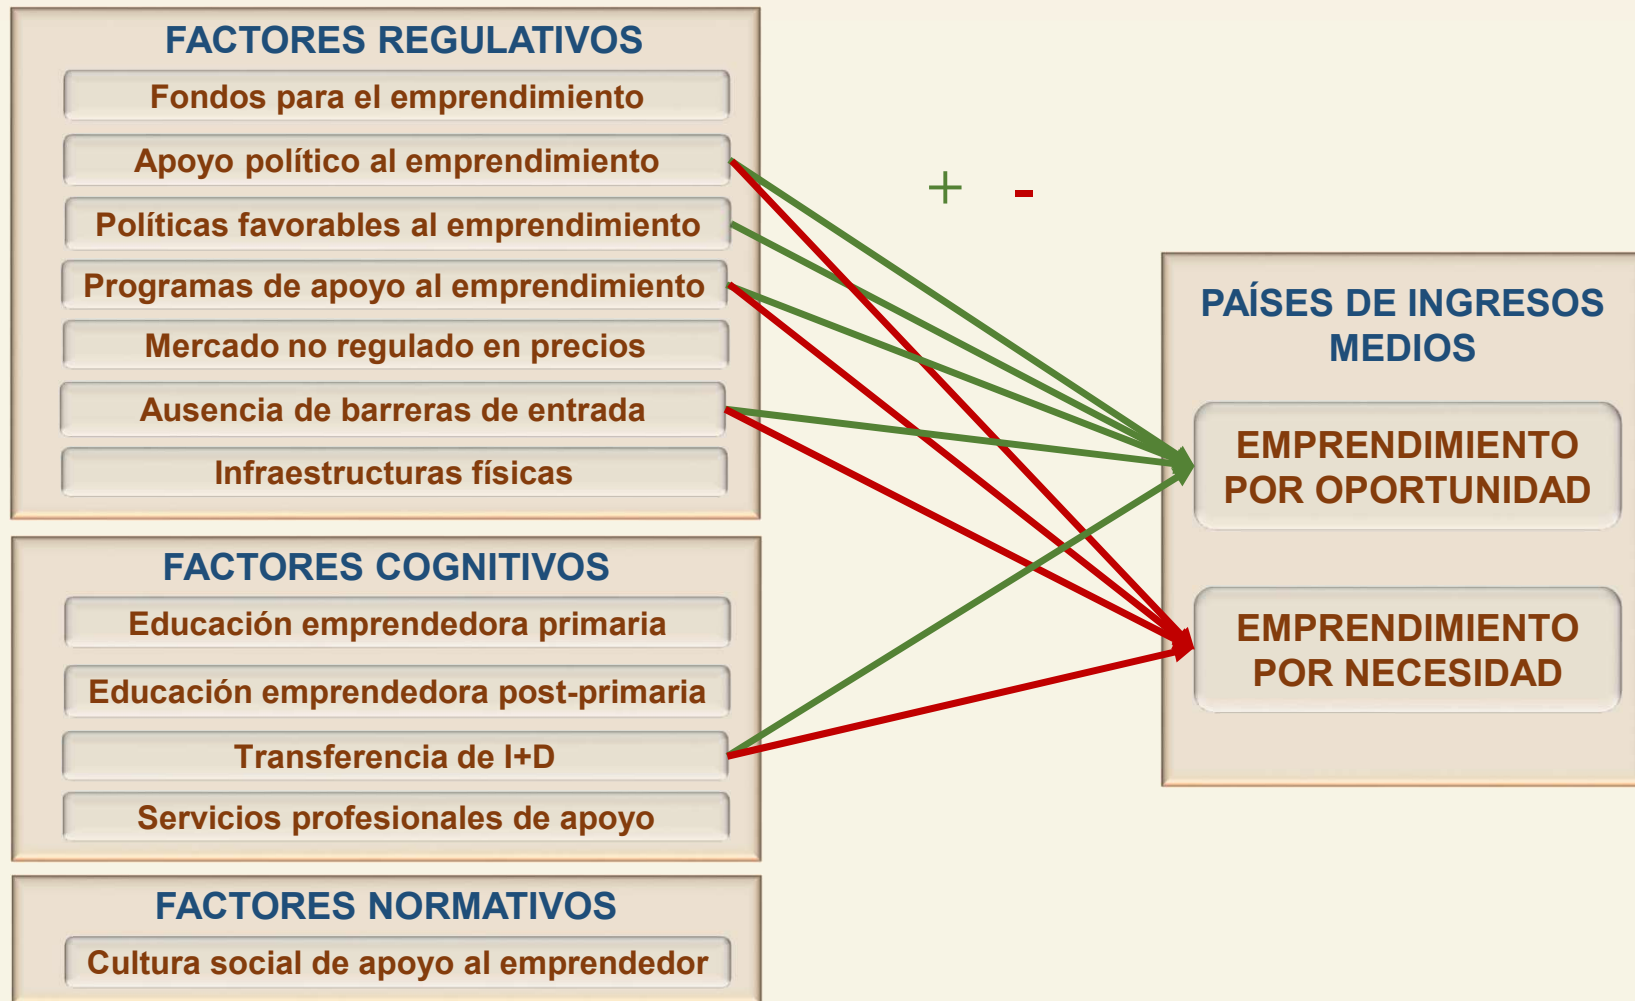 FACTORES REGULATIVOS
Fondos para el emprendimiento
Apoyo político al emprendimiento
Políticas favorables al emprendimiento
Programas de apoyo al emprendimiento
Mercado no regulado en precios
Ausencia de barreras de entrada
Infraestructuras físicas
FACTORES COGNITIVOS
Educación emprendedora primaria
Educación emprendedora post-primaria
Transferencia de I+D
Servicios profesionales de apoyo
FACTORES NORMATIVOS
Cultura social de apoyo al emprendedor
+ -
PAÍSES DE INGRESOS
MEDIOS
EMPRENDIMIENTO
POR OPORTUNIDAD
EMPRENDIMIENTO
POR NECESIDAD